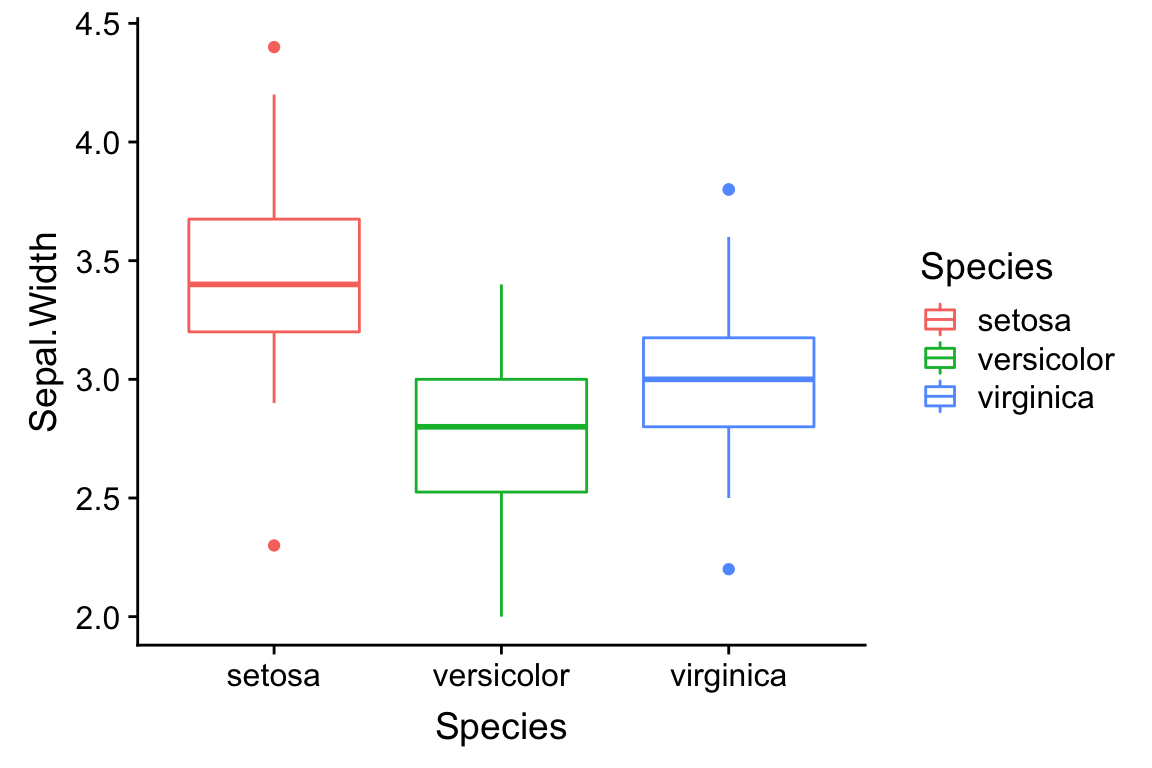 4.5
4.0
3.5
3.0
2.5
2.0
Sepal.Width
setosa versicolor virginica
Species
Species
setosa
versicolor
virginica